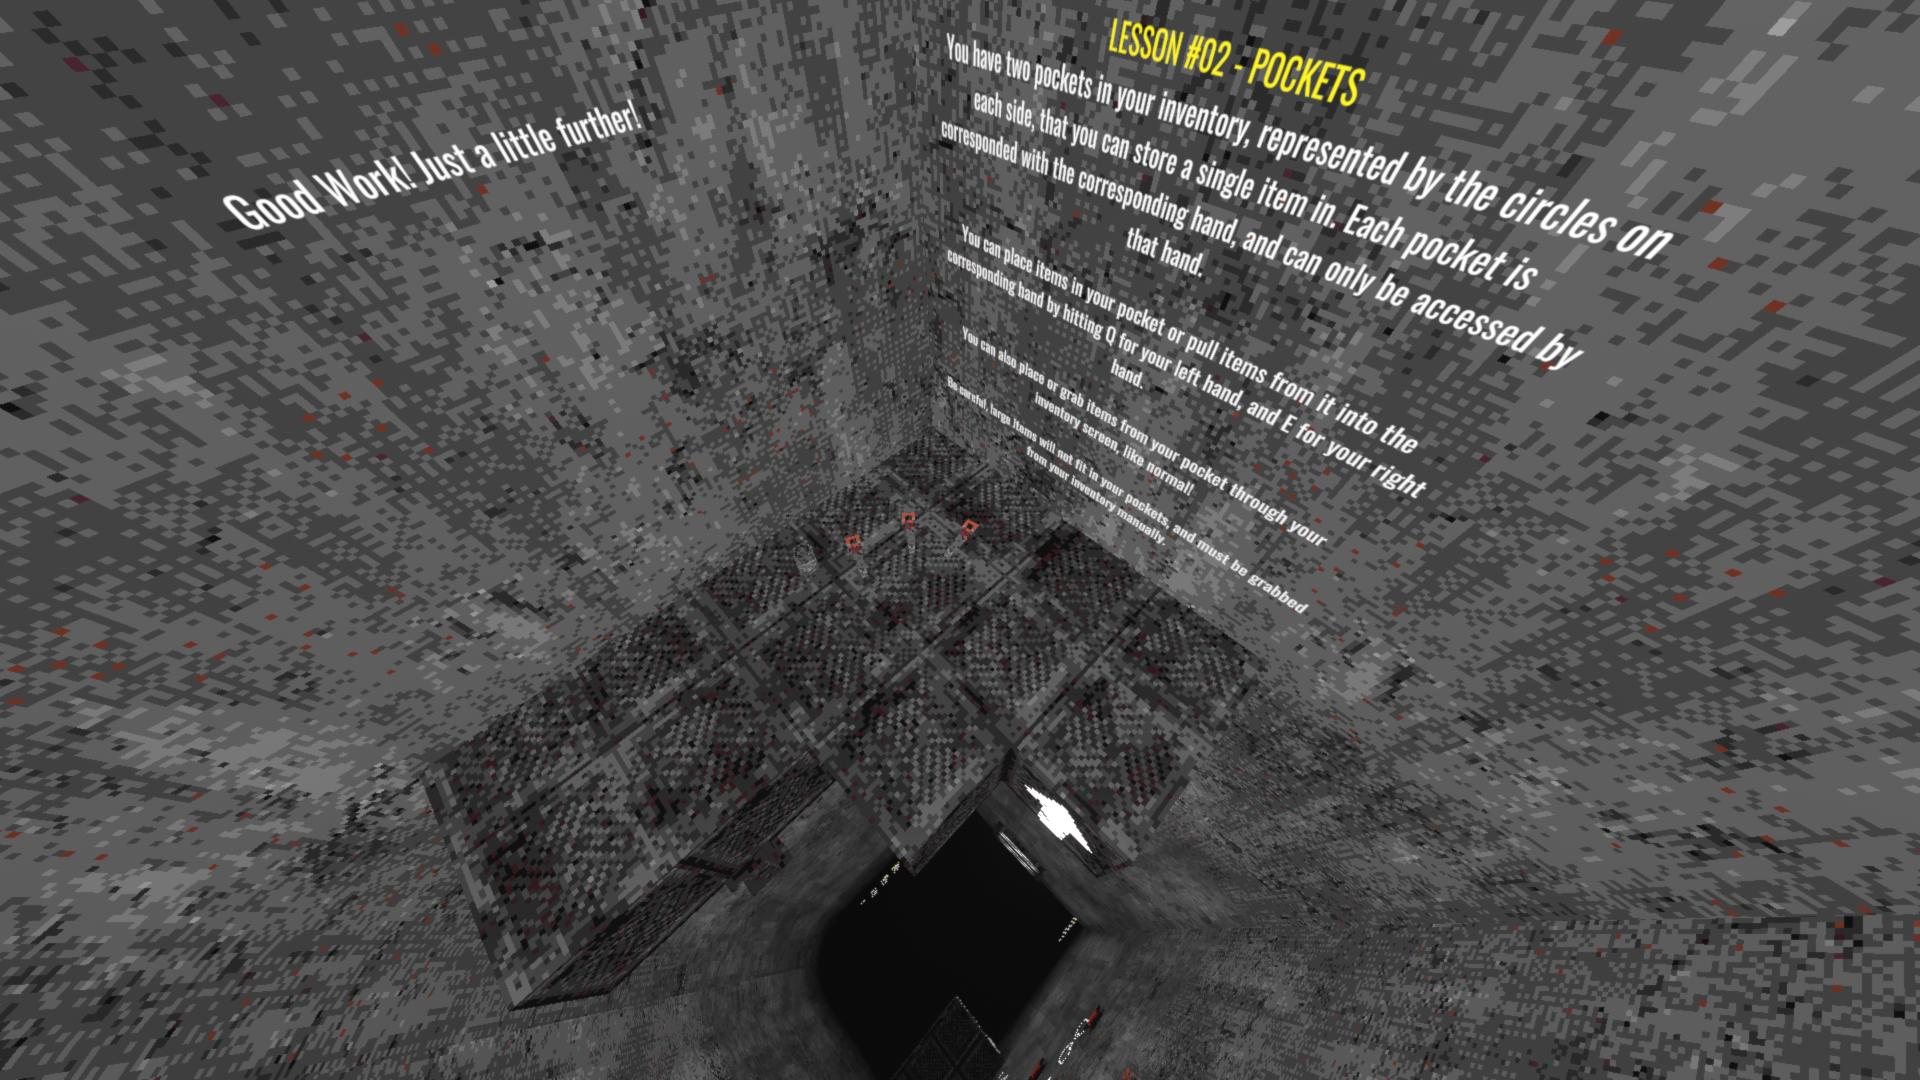 Good Work! Just a little further!
LESSON #02 - POCKETS
You have two pockets in your inventory, represented by the circles on
each side, that you can store a single item in. Each pocket is
corresponded with the corresponding hand, and can only be accessed by
that hand.
You can place items in your pocket or pull items from it into the
corresponding hand by hitting Q for your left hand, and E for your right
hand.
You can also place or grab items from your pocket through your
inventory screen, like normal!
Be careful, large items will not fit in your pockets, and must be grabbed
from your inventory manually.